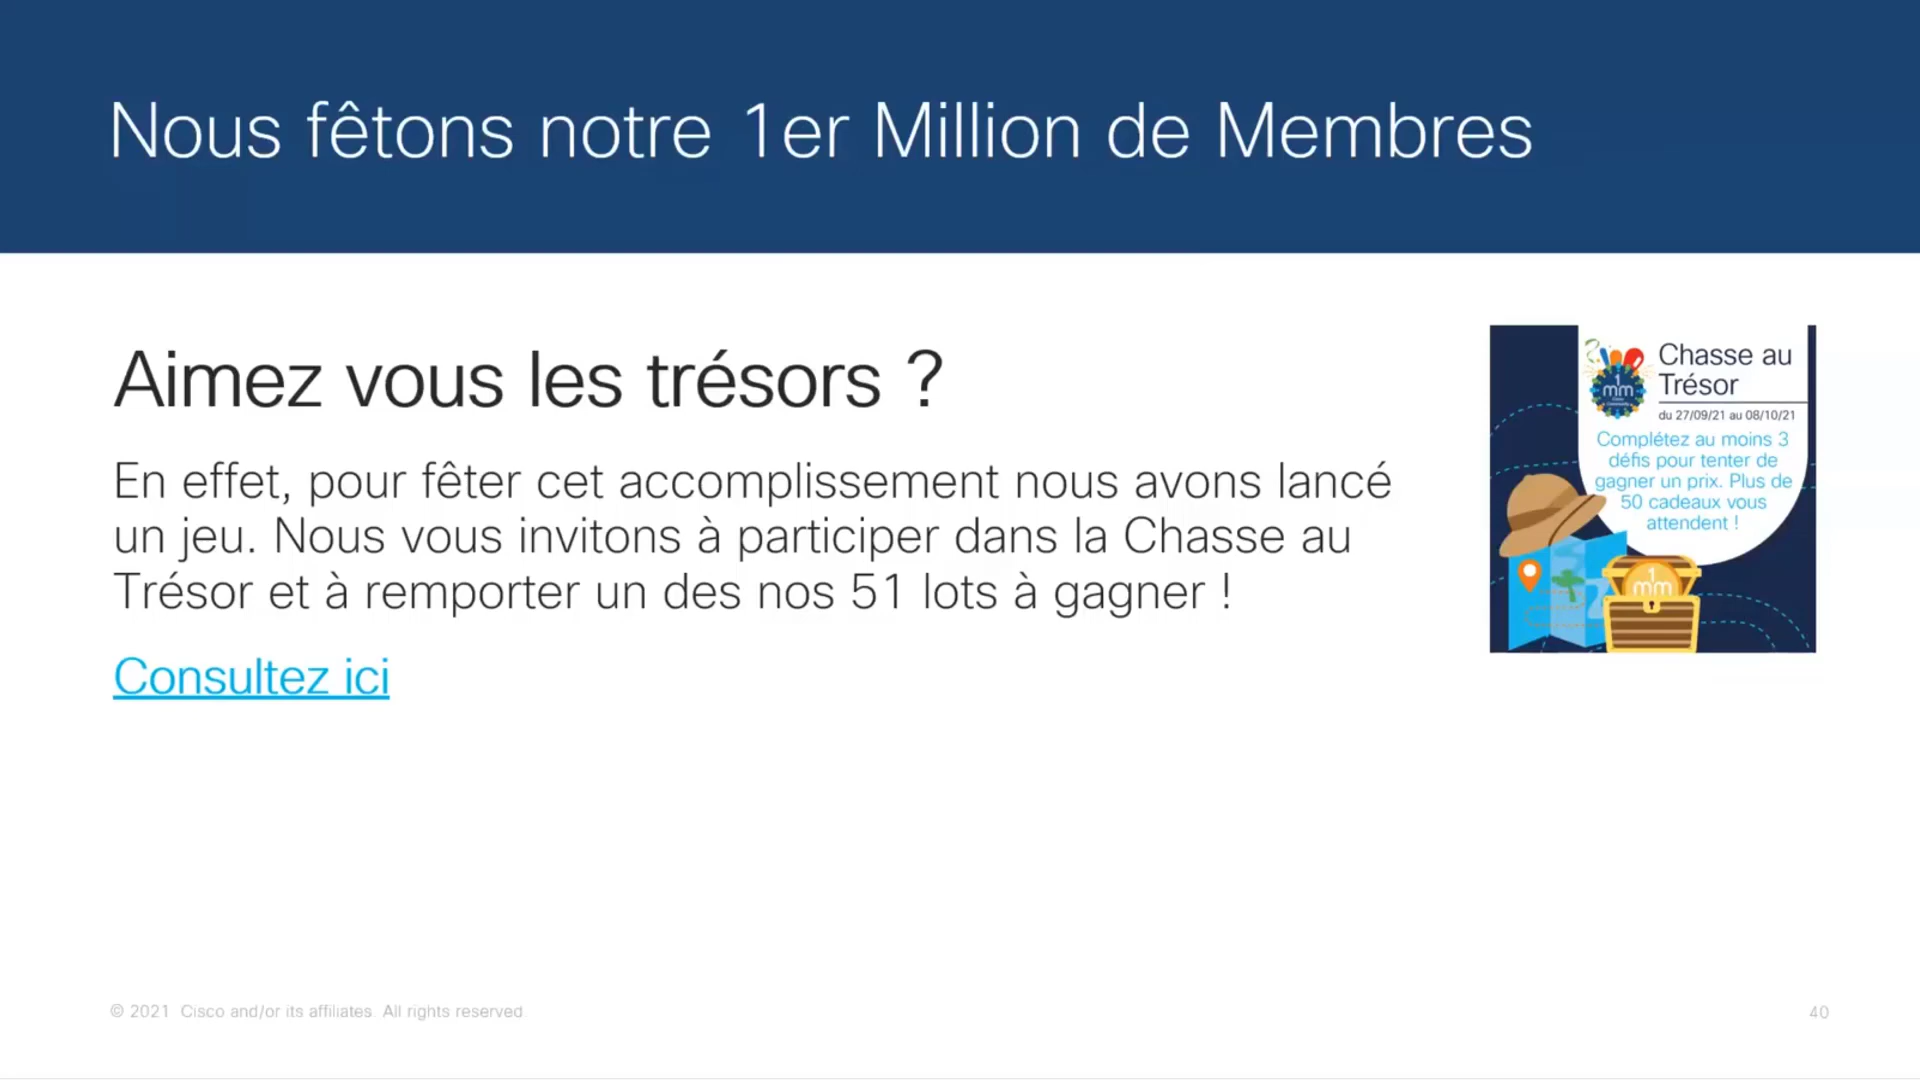 Nous fêtons notre 1er Million de Membres
Aimez vous les trésors ?
En effet, pour fêter cet accomplissement nous avons lancé
un jeu. Nous vous invitons à participer dans la Chasse au
Trésor et à remporter un des nos 51 lots à gagner !
Consultez ici
1
mm
Chasse au
Trésor
du 27/09/21 au 08/10/21
Complétez au moins 3
défis pour tenter de
gagner un prix. Plus de
50 cadeaux vous
attendent !
1
mm
© 2021 Cisco and/or its affiliates. All rights reserved.
40